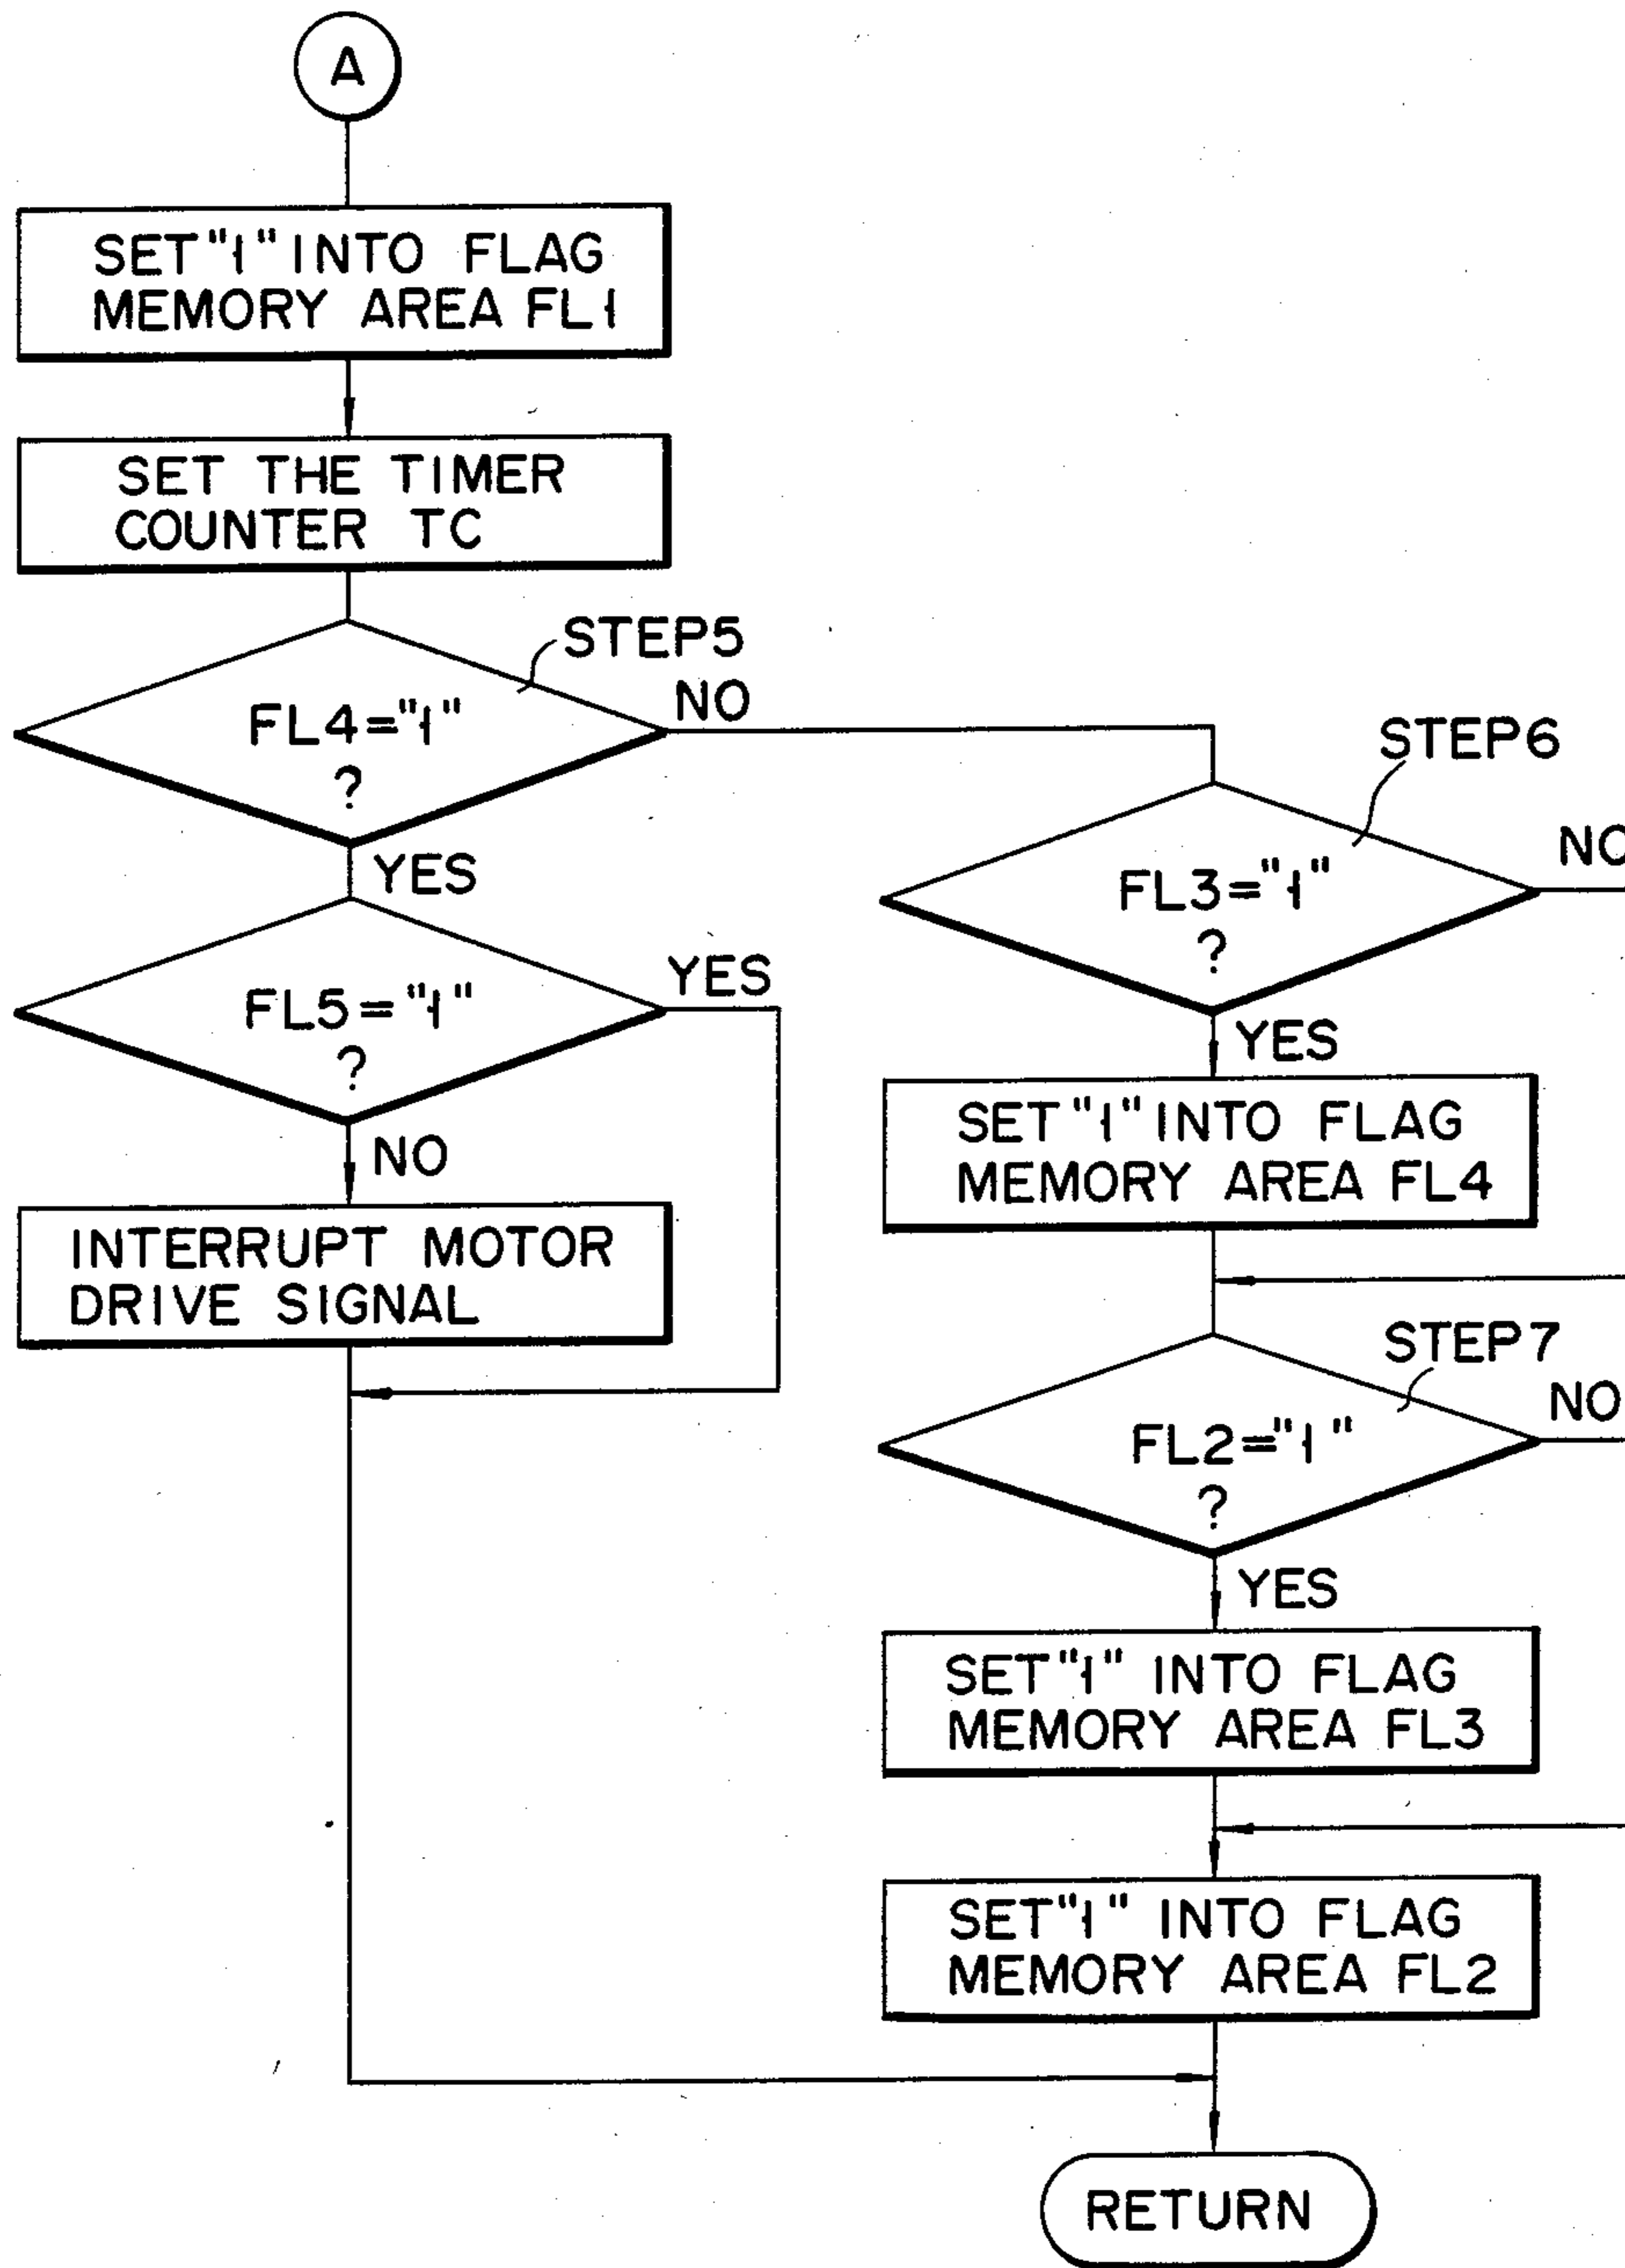 A
SET "1" INTO FLAG
MEMORY AREA FL1
SET THE TIMER
COUNTER TC
STEP5
FL4="1"
?
NO
YES
FL5="1"
?
YES
NO
INTERRUPT MOTOR
DRIVE SIGNAL
STEP6
FL3="1"
?
NO
YES
SET "1" INTO FLAG
MEMORY AREA FL4
STEP7
FL2="1"
?
NO
YES
SET "1" INTO FLAG
MEMORY AREA FL3
SET "1" INTO FLAG
MEMORY AREA FL2
RETURN